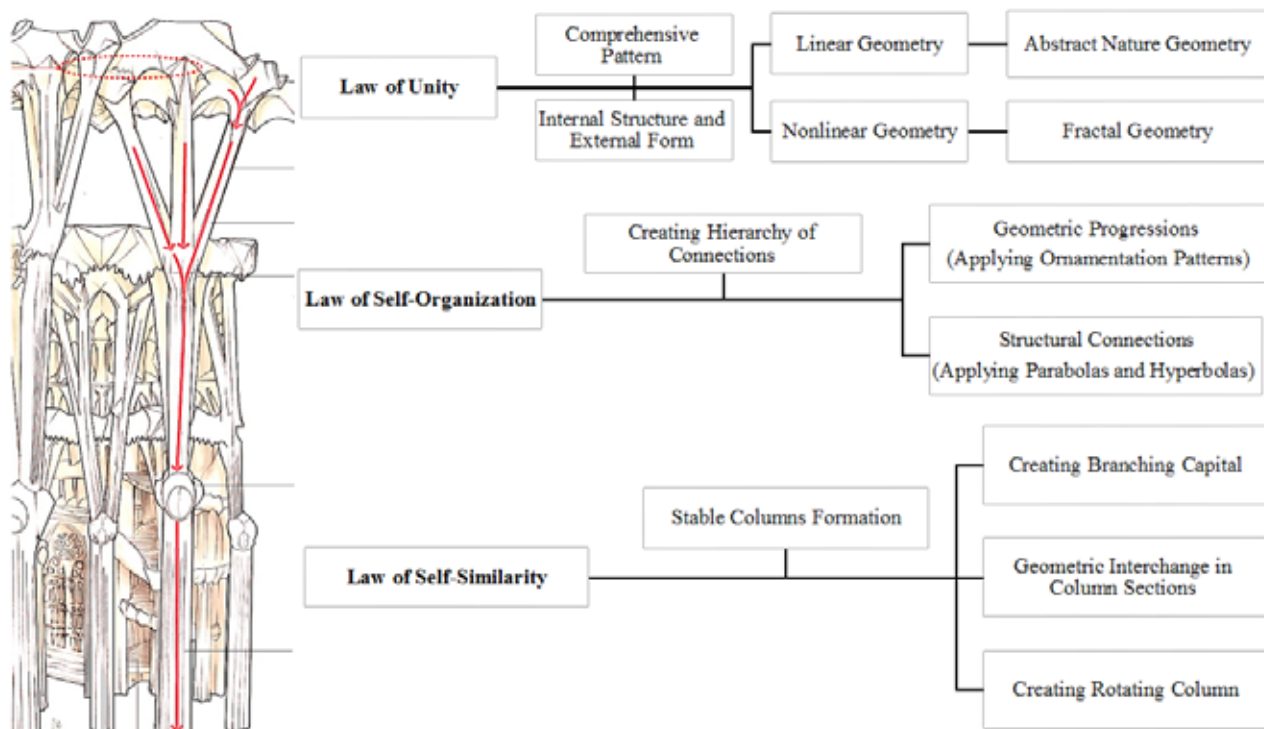 Comprehensive
Pattern
Linear Geometry
Abstract Nature Geometry
Law of Unity
Internal Structure and
External Form
Nonlinear Geometry
Fractal Geometry
Creating Hierarchy of
Connections
Geometric Progressions
(Applying Ornamentation Patterns)
Law of Self-Organization
Structural Connections
(Applying Parabolas and Hyperbolas)
Creating Branching Capital
Stable Columns Formation
Law of Self-Similarity
Geometric Interchange in
Column Sections
Creating Rotating Column